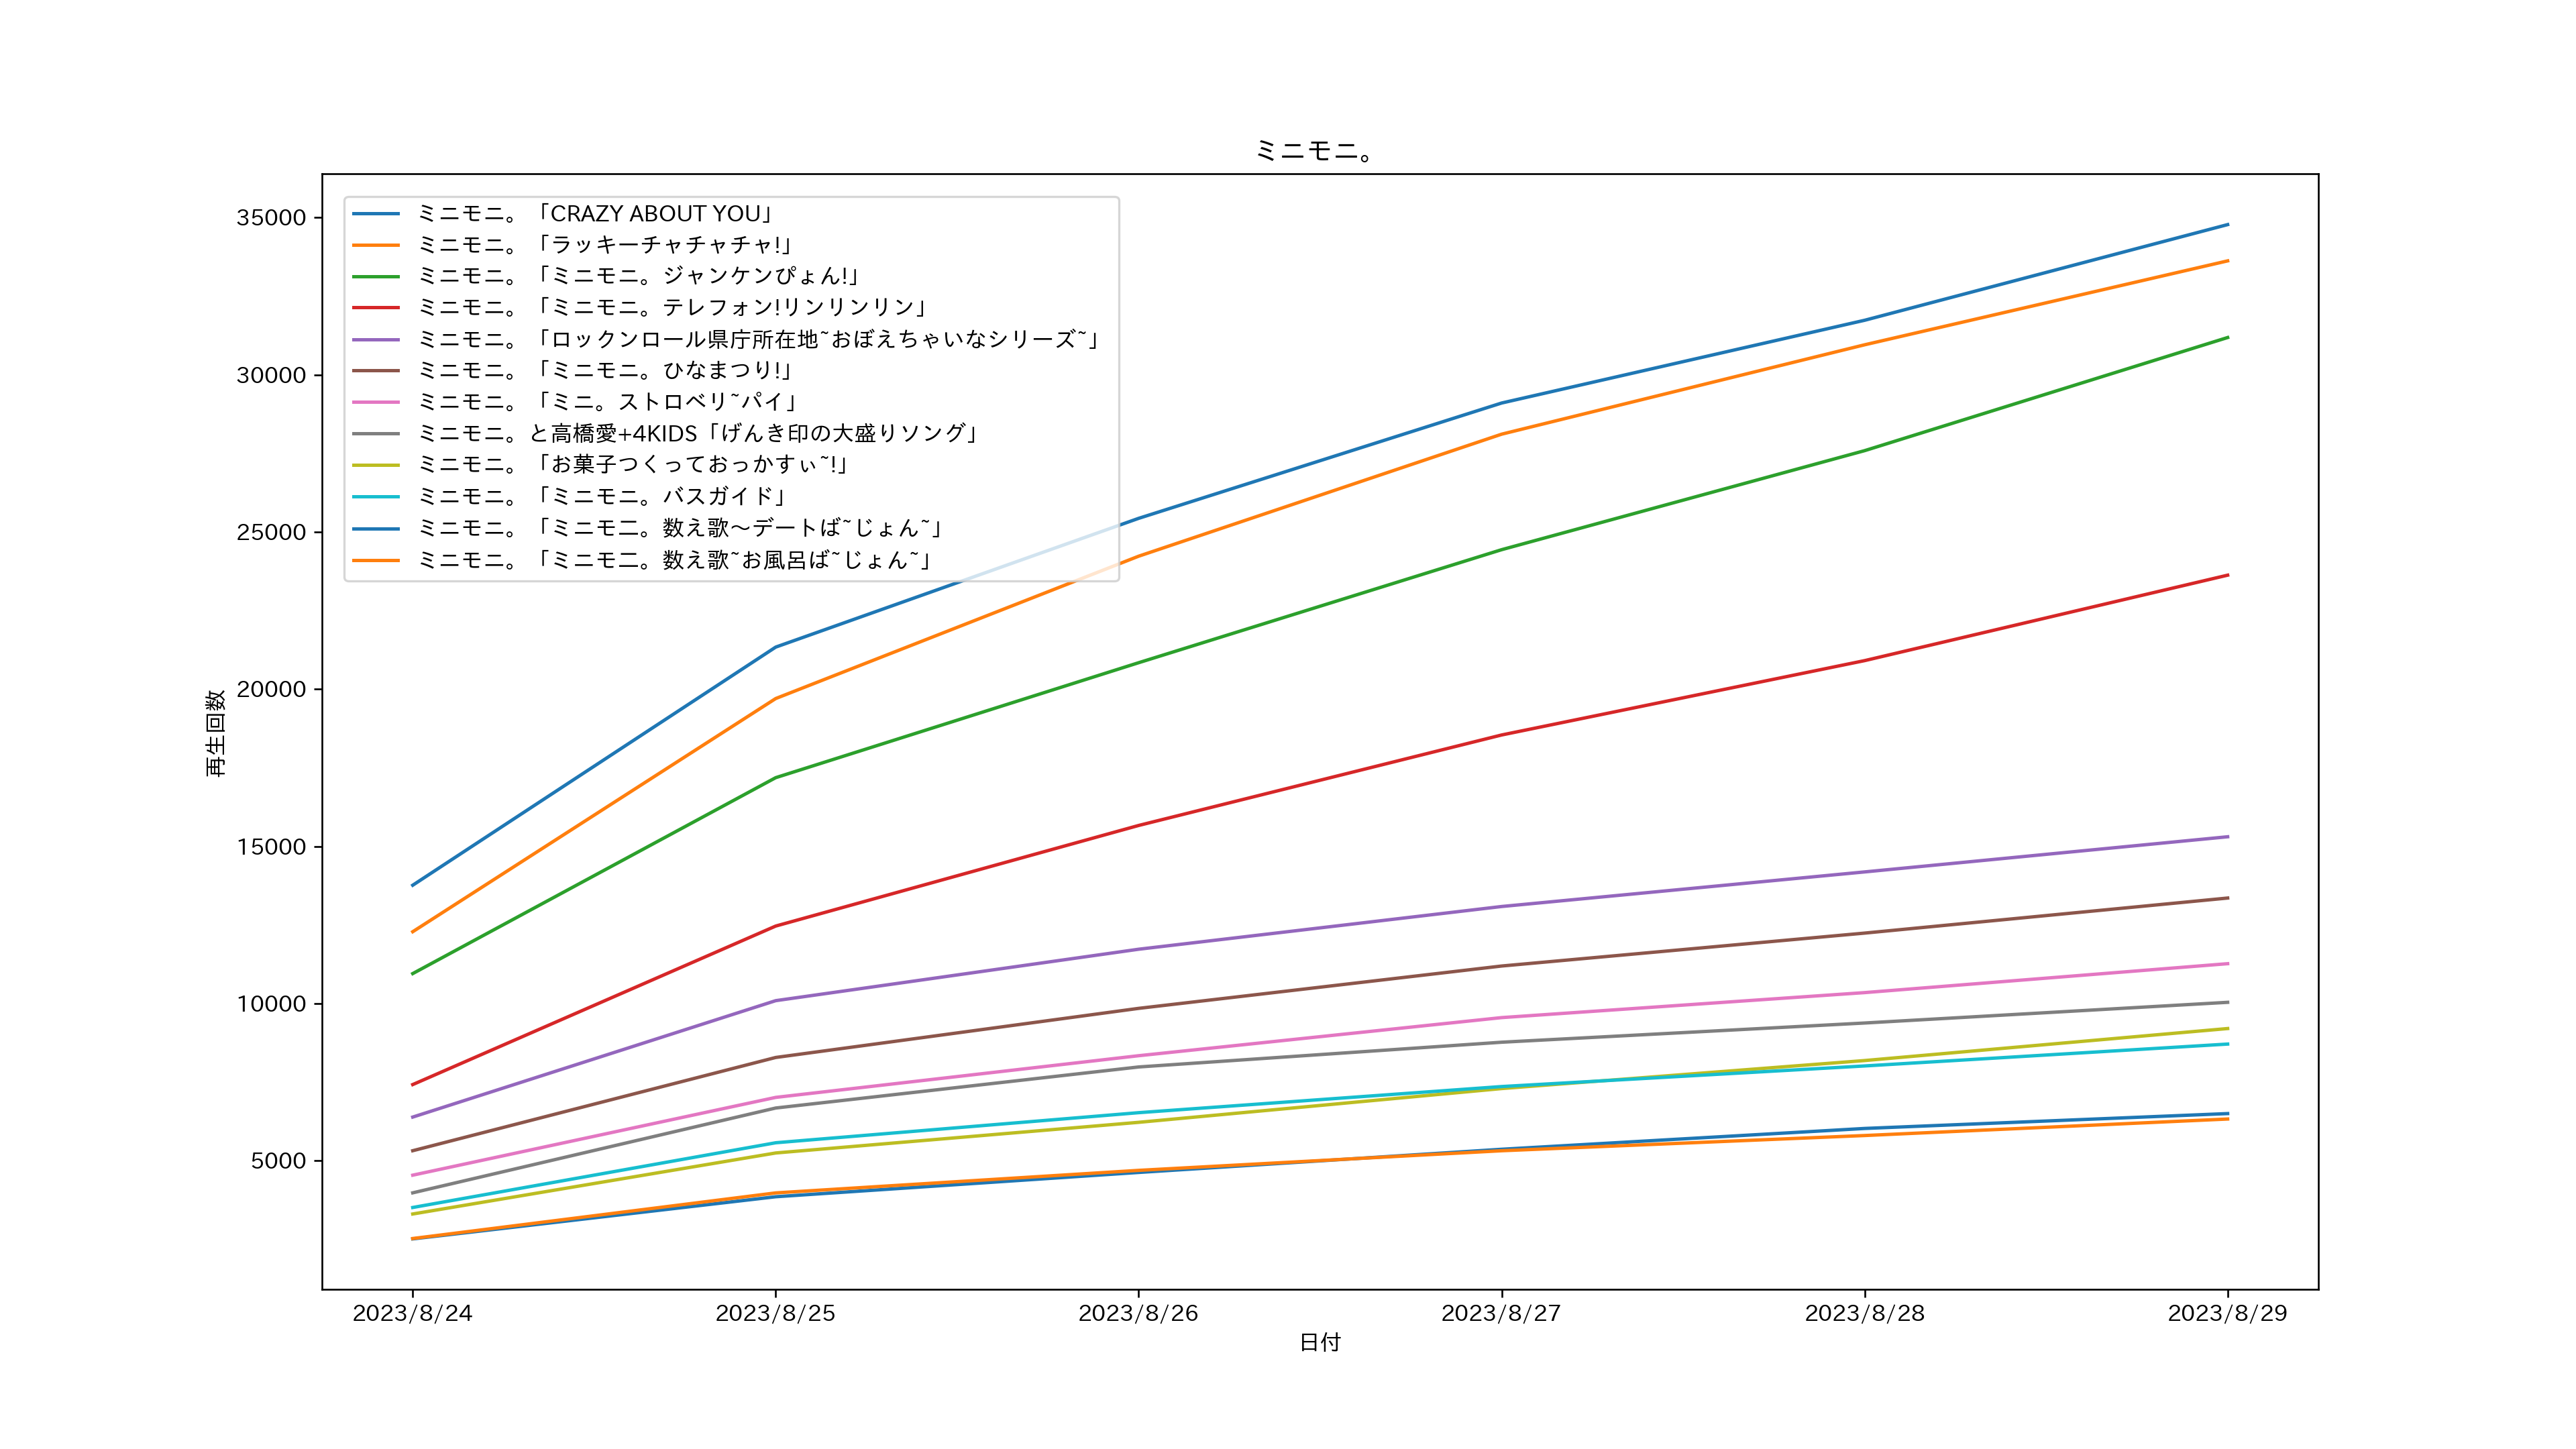 ミニモニ。
再生回数
35000
30000
25000
20000
15000
10000
5000
ミニモニ。「CRAZY ABOUT YOU」
ミニモニ。「ラッキーチャチャチャ!」
ミニモニ。「ミニモニ。ジャンケンぴょん!」
ミニモニ。「ミニモニ。テレフォン!リンリンリン」
ミニモニ。「ロックンロール県庁所在地~おぼえちゃいなシリーズ~」
ミニモニ。「ミニモニ。ひなまつり!」
ミニモニ。「ミニ。ストロベリ~パイ」
ミニモニ。と高橋愛+4KIDS「げんき印の大盛りソング」
ミニモニ。「お菓子つくっておっかすぃ~!」
ミニモニ。「ミニモニ。バスガイド」
ミニモニ。「ミニモニ。数え歌〜デートば~じょん~」
ミニモニ。「ミニモニ。数え歌~お風呂ば~じょん~」
2023/8/24 2023/8/25 2023/8/26 2023/8/27 2023/8/28 2023/8/29
日付